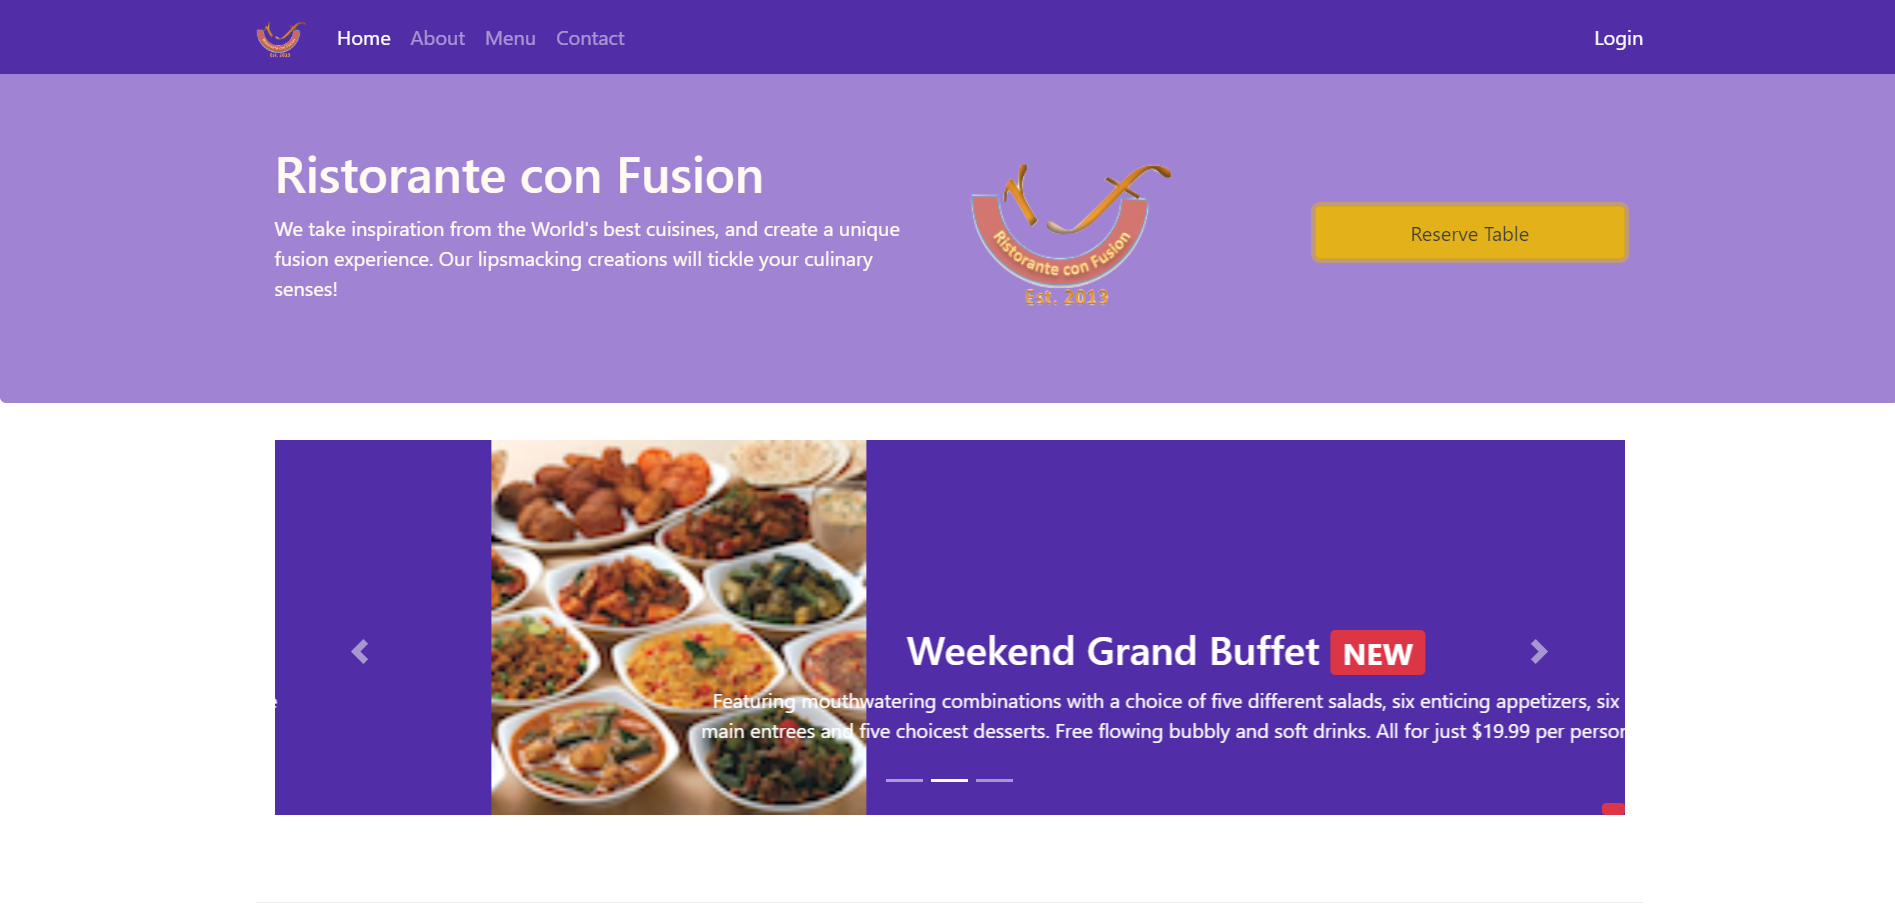 Home About Menu Contact Login
Ristorante con Fusion
We take inspiration from the World's best cuisines, and create a unique
fusion experience. Our lipsmacking creations will tickle your culinary
senses!
Ristorante con Fusion
Est. 2013
Reserve Table
Weekend Grand Buffet NEW
Featuring mouthwatering combinations with a choice of five different salads, six enticing appetizers, six
main entrees and five choicest desserts. Free flowing bubbly and soft drinks. All for just $19.99 per person